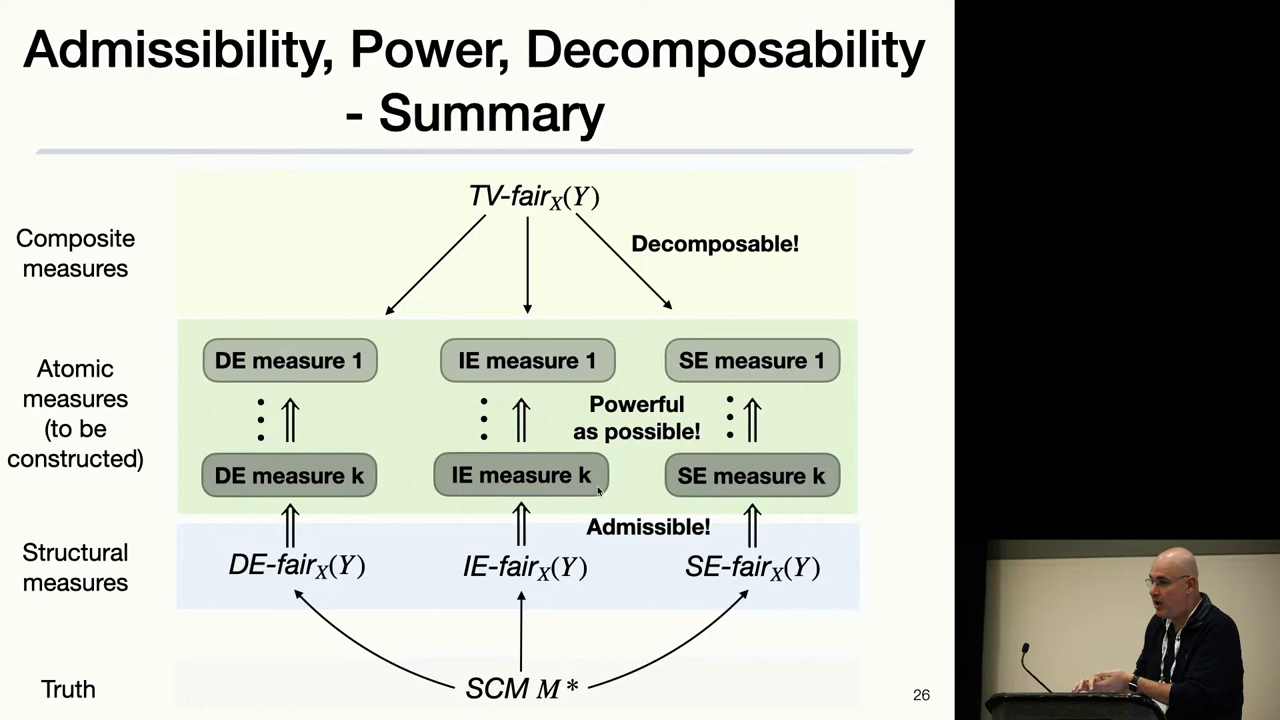 Admissibility, Power, Decomposability
- Summary
TV-fair_X(Y)
Composite
measures
Decomposable!
DE measure 1
IE measure 1
SE measure 1
Atomic
measures
(to be
constructed)
Powerful
as possible!
DE measure k
IE measure k
SE measure k
Admissible!
Structural
measures
DE-fair_X(Y)
IE-fair_X(Y)
SE-fair_X(Y)
Truth
SCM M*
26